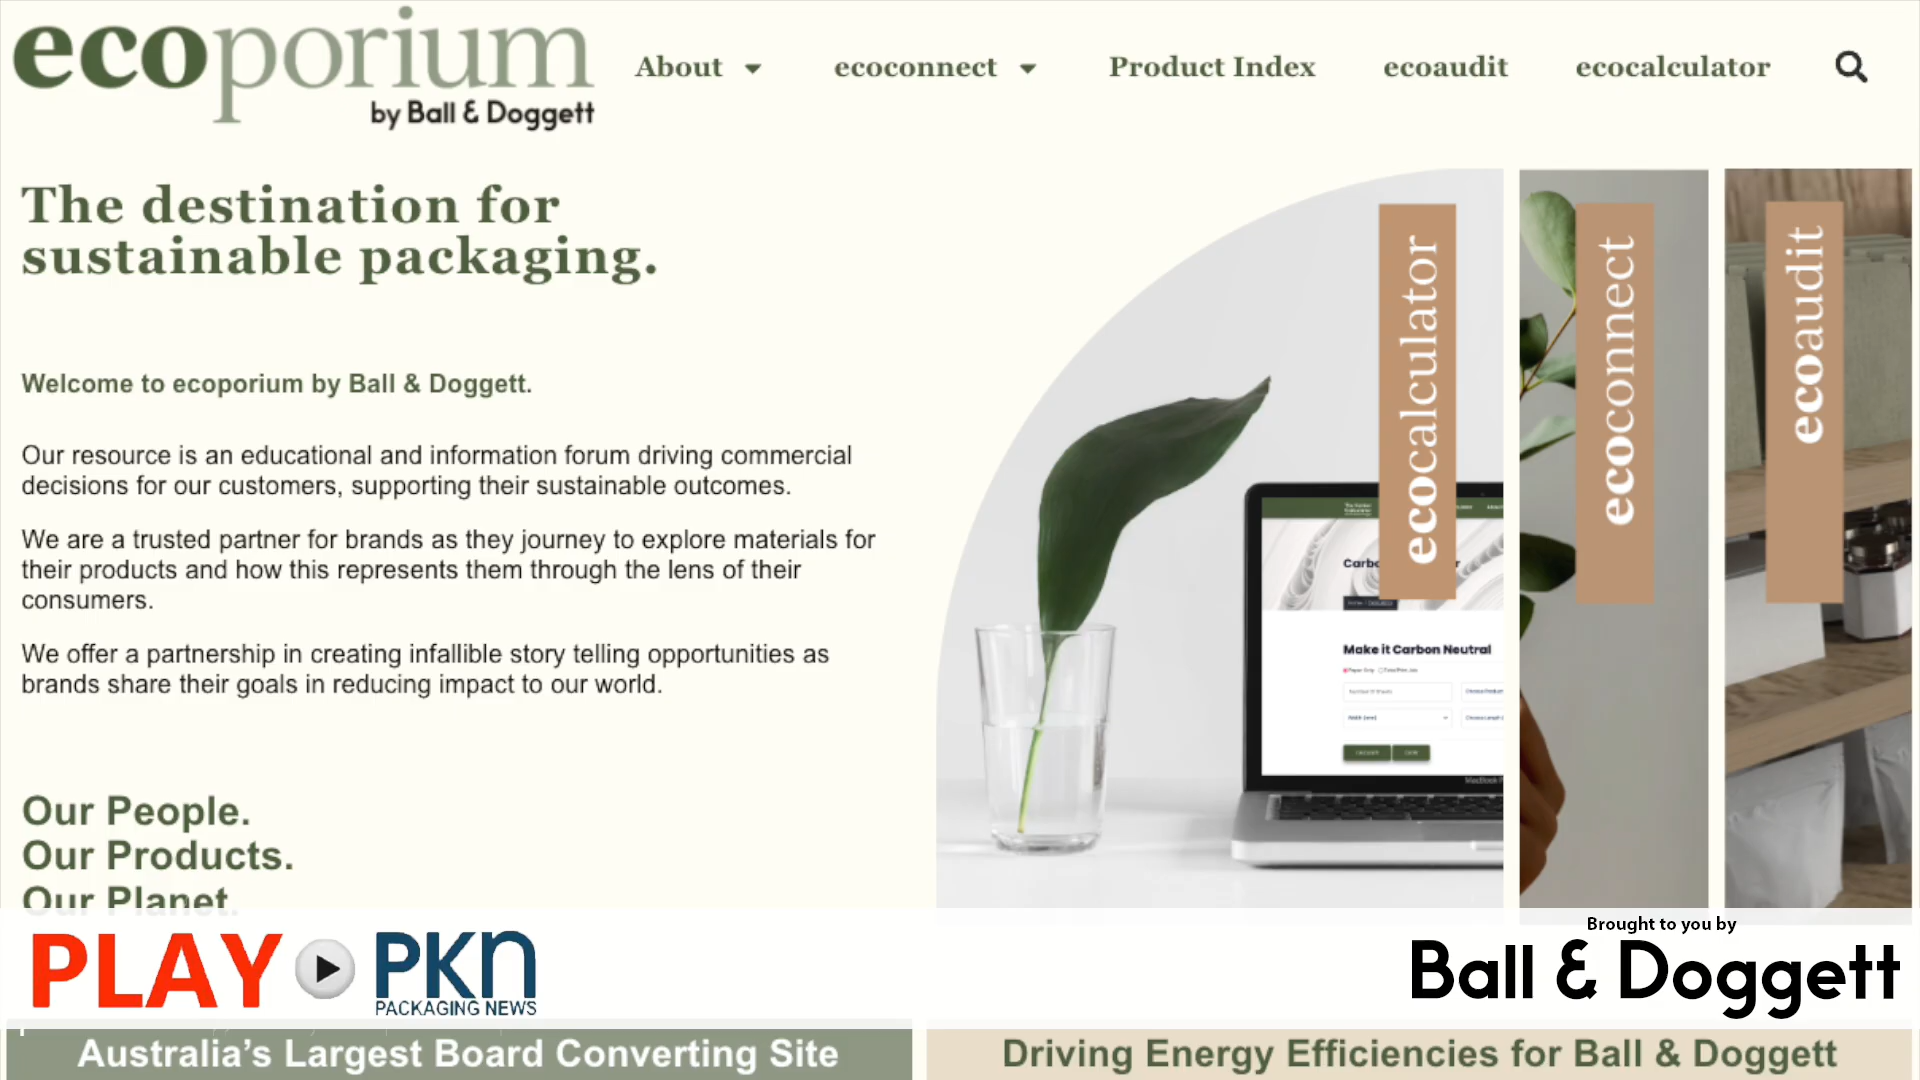 ecoporium
by Ball & Doggett
About
ecoconnect
Product Index
ecoaudit
ecocalculator
The destination for
sustainable packaging.
Welcome to ecoporium by Ball & Doggett.
Our resource is an educational and information forum driving commercial
decisions for our customers, supporting their sustainable outcomes.
We are a trusted partner for brands as they journey to explore materials for
their products and how this represents them through the lens of their
consumers.
We offer a partnership in creating infallible story telling opportunities as
brands share their goals in reducing impact to our world.
Our People.
Our Products.
Our Planet.
ecocalculator
ecoconnect
ecoaudit
Make it Carbon Neutral
PLAY
PKN
PACKAGING NEWS
Brought to you by
Ball & Doggett
Australia’s Largest Board Converting Site
Driving Energy Efficiencies for Ball & Doggett